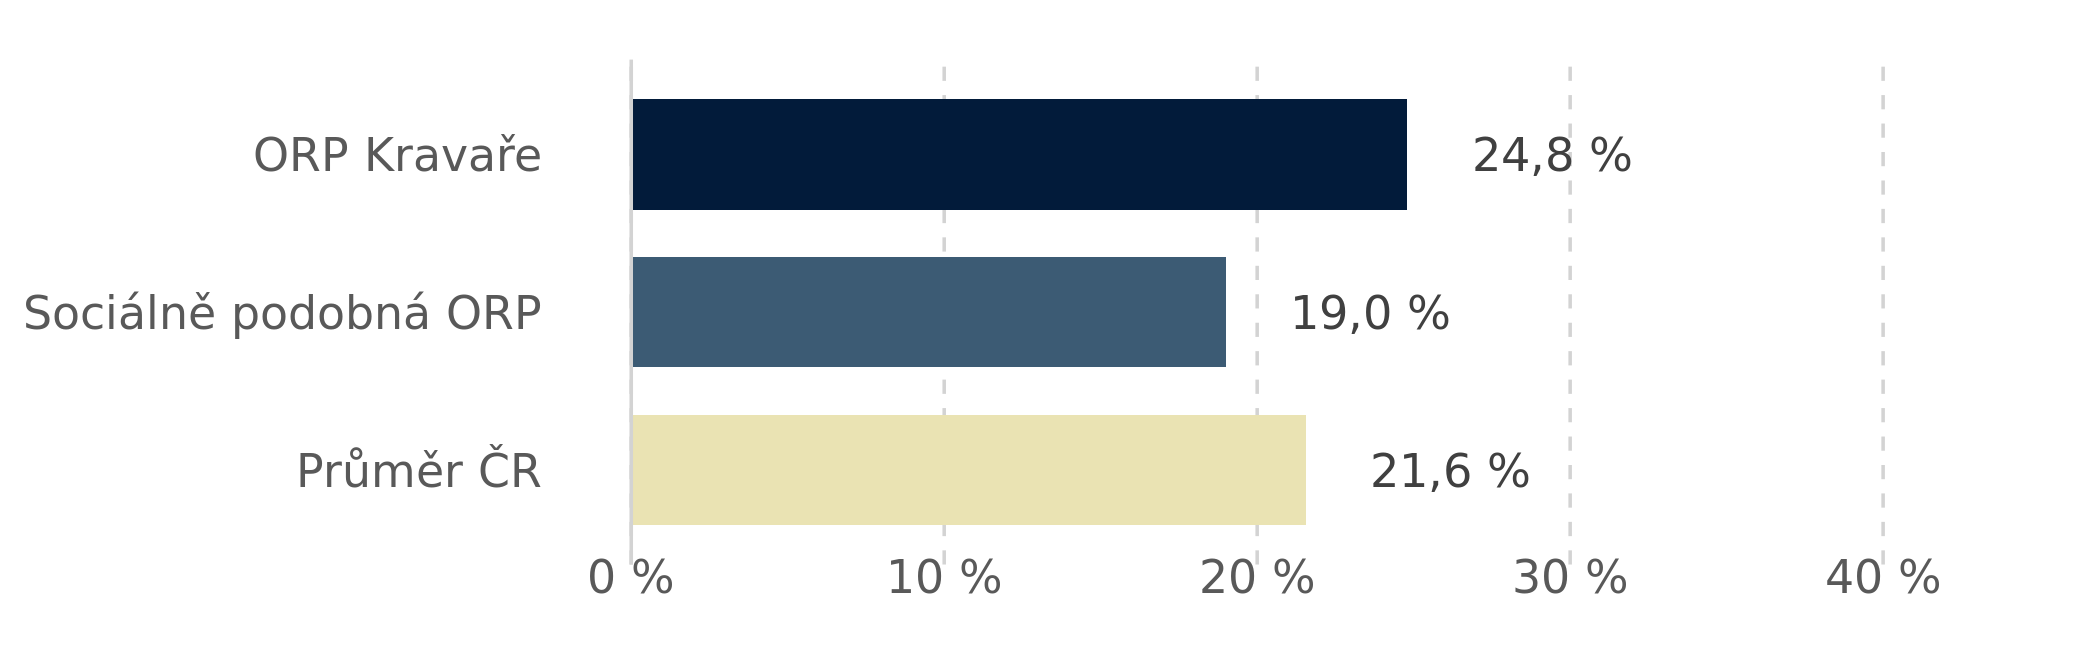 ORP Kravaře 24,8 %
Sociálně podobná ORP 19,0 %
Průměr ČR 21,6 %
0 % 10 % 20 % 30 % 40 %